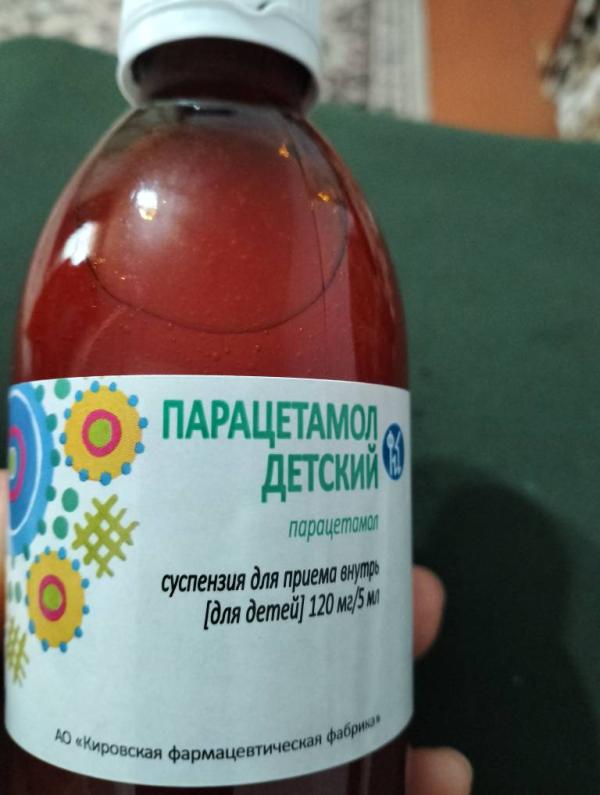 ПАРАЦЕТАМОЛ
ДЕТСКИЙ
парацетамол
суспензия для приема внутрь
[для детей] 120 мг/5 мл
АО «Кировская фармацевтическая фабрика»